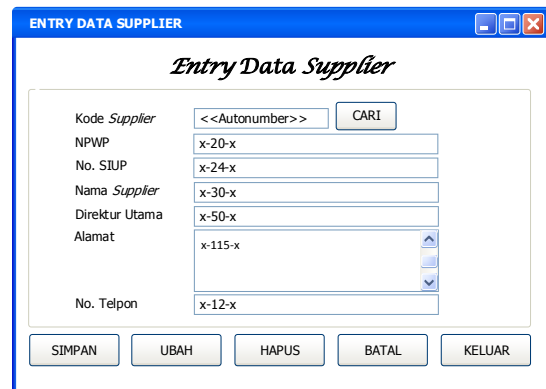 ENTRY DATA SUPPLIER
Entry Data Supplier
Kode Supplier <<Autonumber>> CARI
NPWP x-20-x
No. SIUP x-24-x
Nama Supplier x-30-x
Direktur Utama x-50-x
Alamat x-115-x
No. Telpon x-12-x
SIMPAN UBAH HAPUS BATAL KELUAR